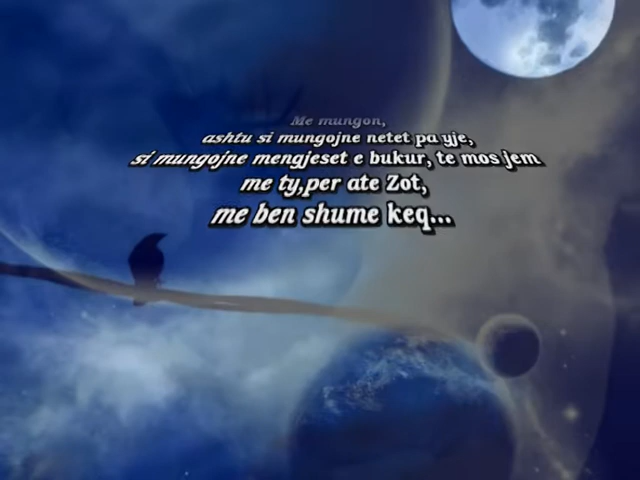 Me mungon,
ashtu si mungojne netet pa yje,
si mungojne mengjeset e bukur, te mos jem
me ty,per ate Zot,
me ben shume keq...